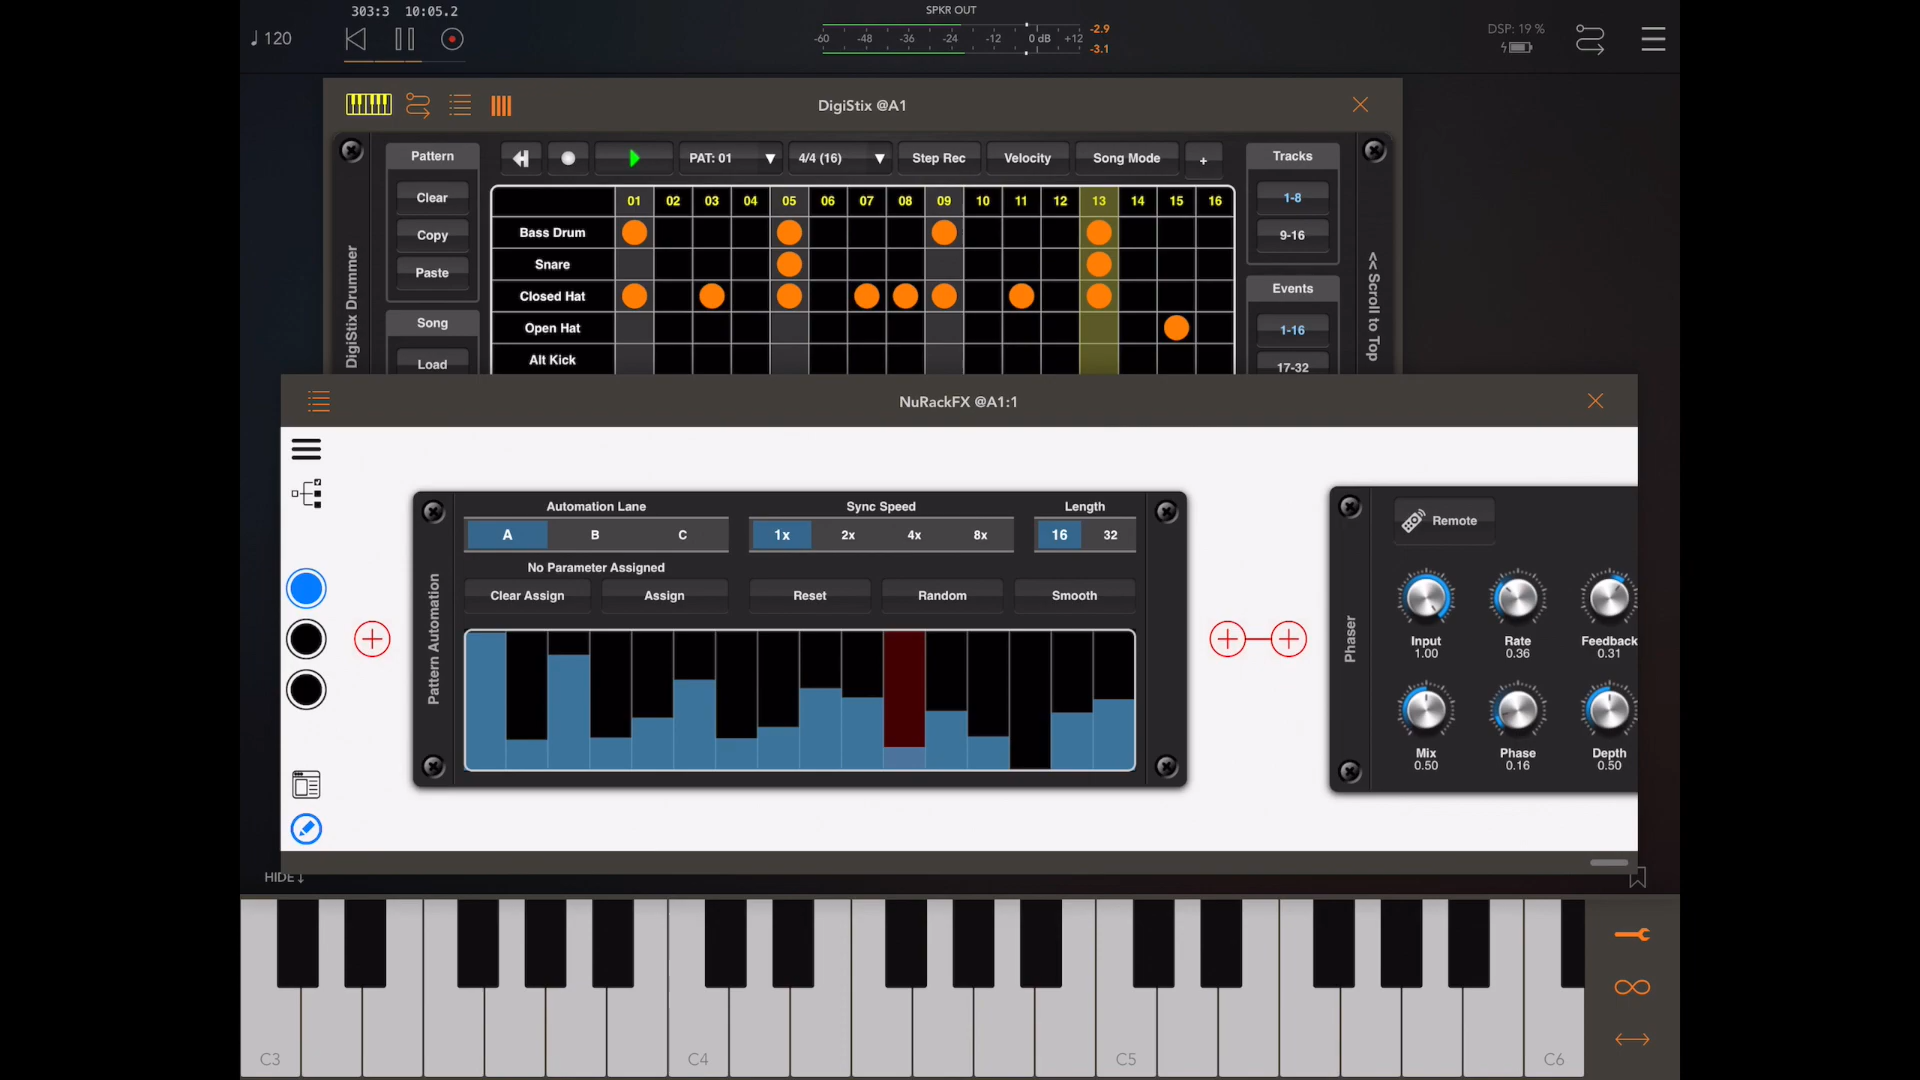 303:3 10:05.2
SPKR OUT
♩120
-60 -48 -36 -24 -12 0 dB +12
-2.9
-3.1
DSP: 19 %
DigiStix @A1
DigiStix Drummer
Pattern
Clear
Copy
Paste
Song
Load
PAT: 01 ▼
4/4 (16) ▼
Step Rec
Velocity
Song Mode
+
01 02 03 04 05 06 07 08 09 10 11 12 13 14 15 16
Bass Drum
Snare
Closed Hat
Open Hat
Alt Kick
Tracks
1-8
9-16
Events
1-16
17-32
<< Scroll to Top
NuRackFX @A1:1
Pattern Automation
Automation Lane
A B C
Sync Speed
1x 2x 4x 8x
Length
16 32
No Parameter Assigned
Clear Assign
Assign
Reset
Random
Smooth
Phaser
Remote
Input Rate Feedback
1.00 0.36 0.31
Mix Phase Depth
0.50 0.16 0.50
HIDE↓
C3 C4 C5 C6